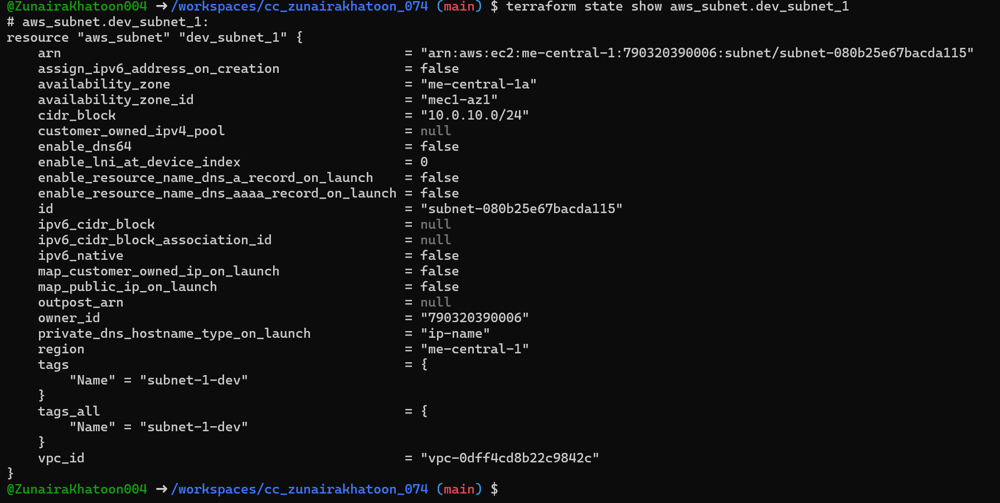 @ZunairaKhatoon004 → /workspaces/cc_zunairakhatoon_074 (main) $ terraform state show aws_subnet.dev_subnet_1
# aws_subnet.dev_subnet_1:
resource "aws_subnet" "dev_subnet_1" {
    arn                                            = "arn:aws:ec2:me-central-1:790320390006:subnet/subnet-080b25e67bacda115"
    assign_ipv6_address_on_creation                = false
    availability_zone                              = "me-central-1a"
    availability_zone_id                           = "mec1-az1"
    cidr_block                                     = "10.0.10.0/24"
    customer_owned_ipv4_pool                       = null
    enable_dns64                                   = false
    enable_lni_at_device_index                     = 0
    enable_resource_name_dns_a_record_on_launch    = false
    enable_resource_name_dns_aaaa_record_on_launch = false
    id                                             = "subnet-080b25e67bacda115"
    ipv6_cidr_block                                = null
    ipv6_cidr_block_association_id                 = null
    ipv6_native                                    = false
    map_customer_owned_ip_on_launch                = false
    map_public_ip_on_launch                        = false
    outpost_arn                                    = null
    owner_id                                       = "790320390006"
    private_dns_hostname_type_on_launch            = "ip-name"
    region                                         = "me-central-1"
    tags                                           = {
        "Name" = "subnet-1-dev"
    }
    tags_all                                       = {
        "Name" = "subnet-1-dev"
    }
    vpc_id                                         = "vpc-0dff4cd8b22c9842c"
}
@ZunairaKhatoon004 → /workspaces/cc_zunairakhatoon_074 (main) $